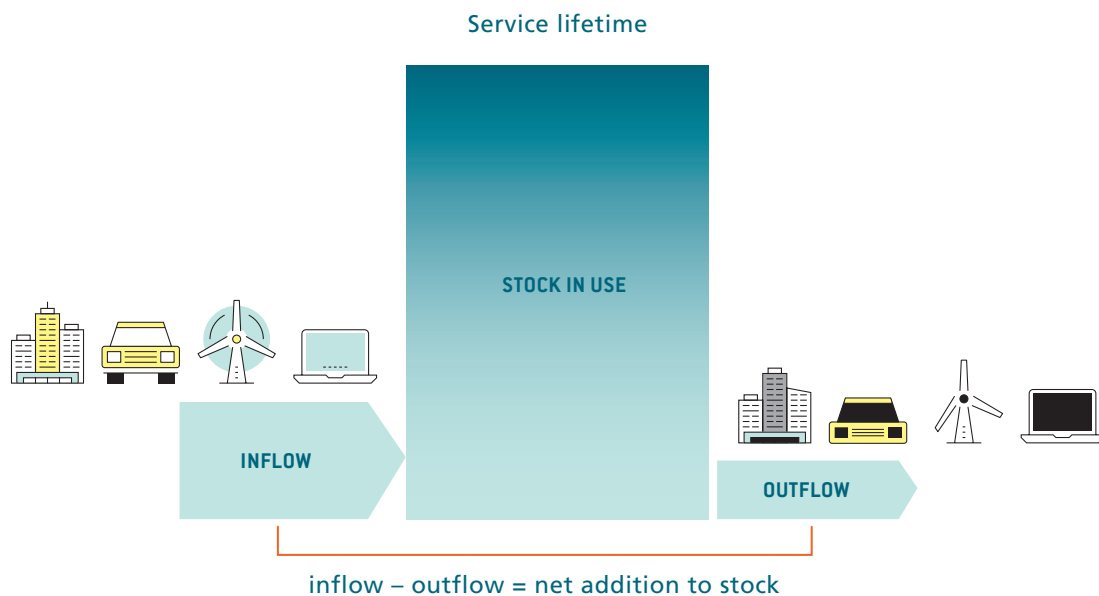 Service lifetime
STOCK IN USE
INFLOW
OUTFLOW
inflow – outflow = net addition to stock